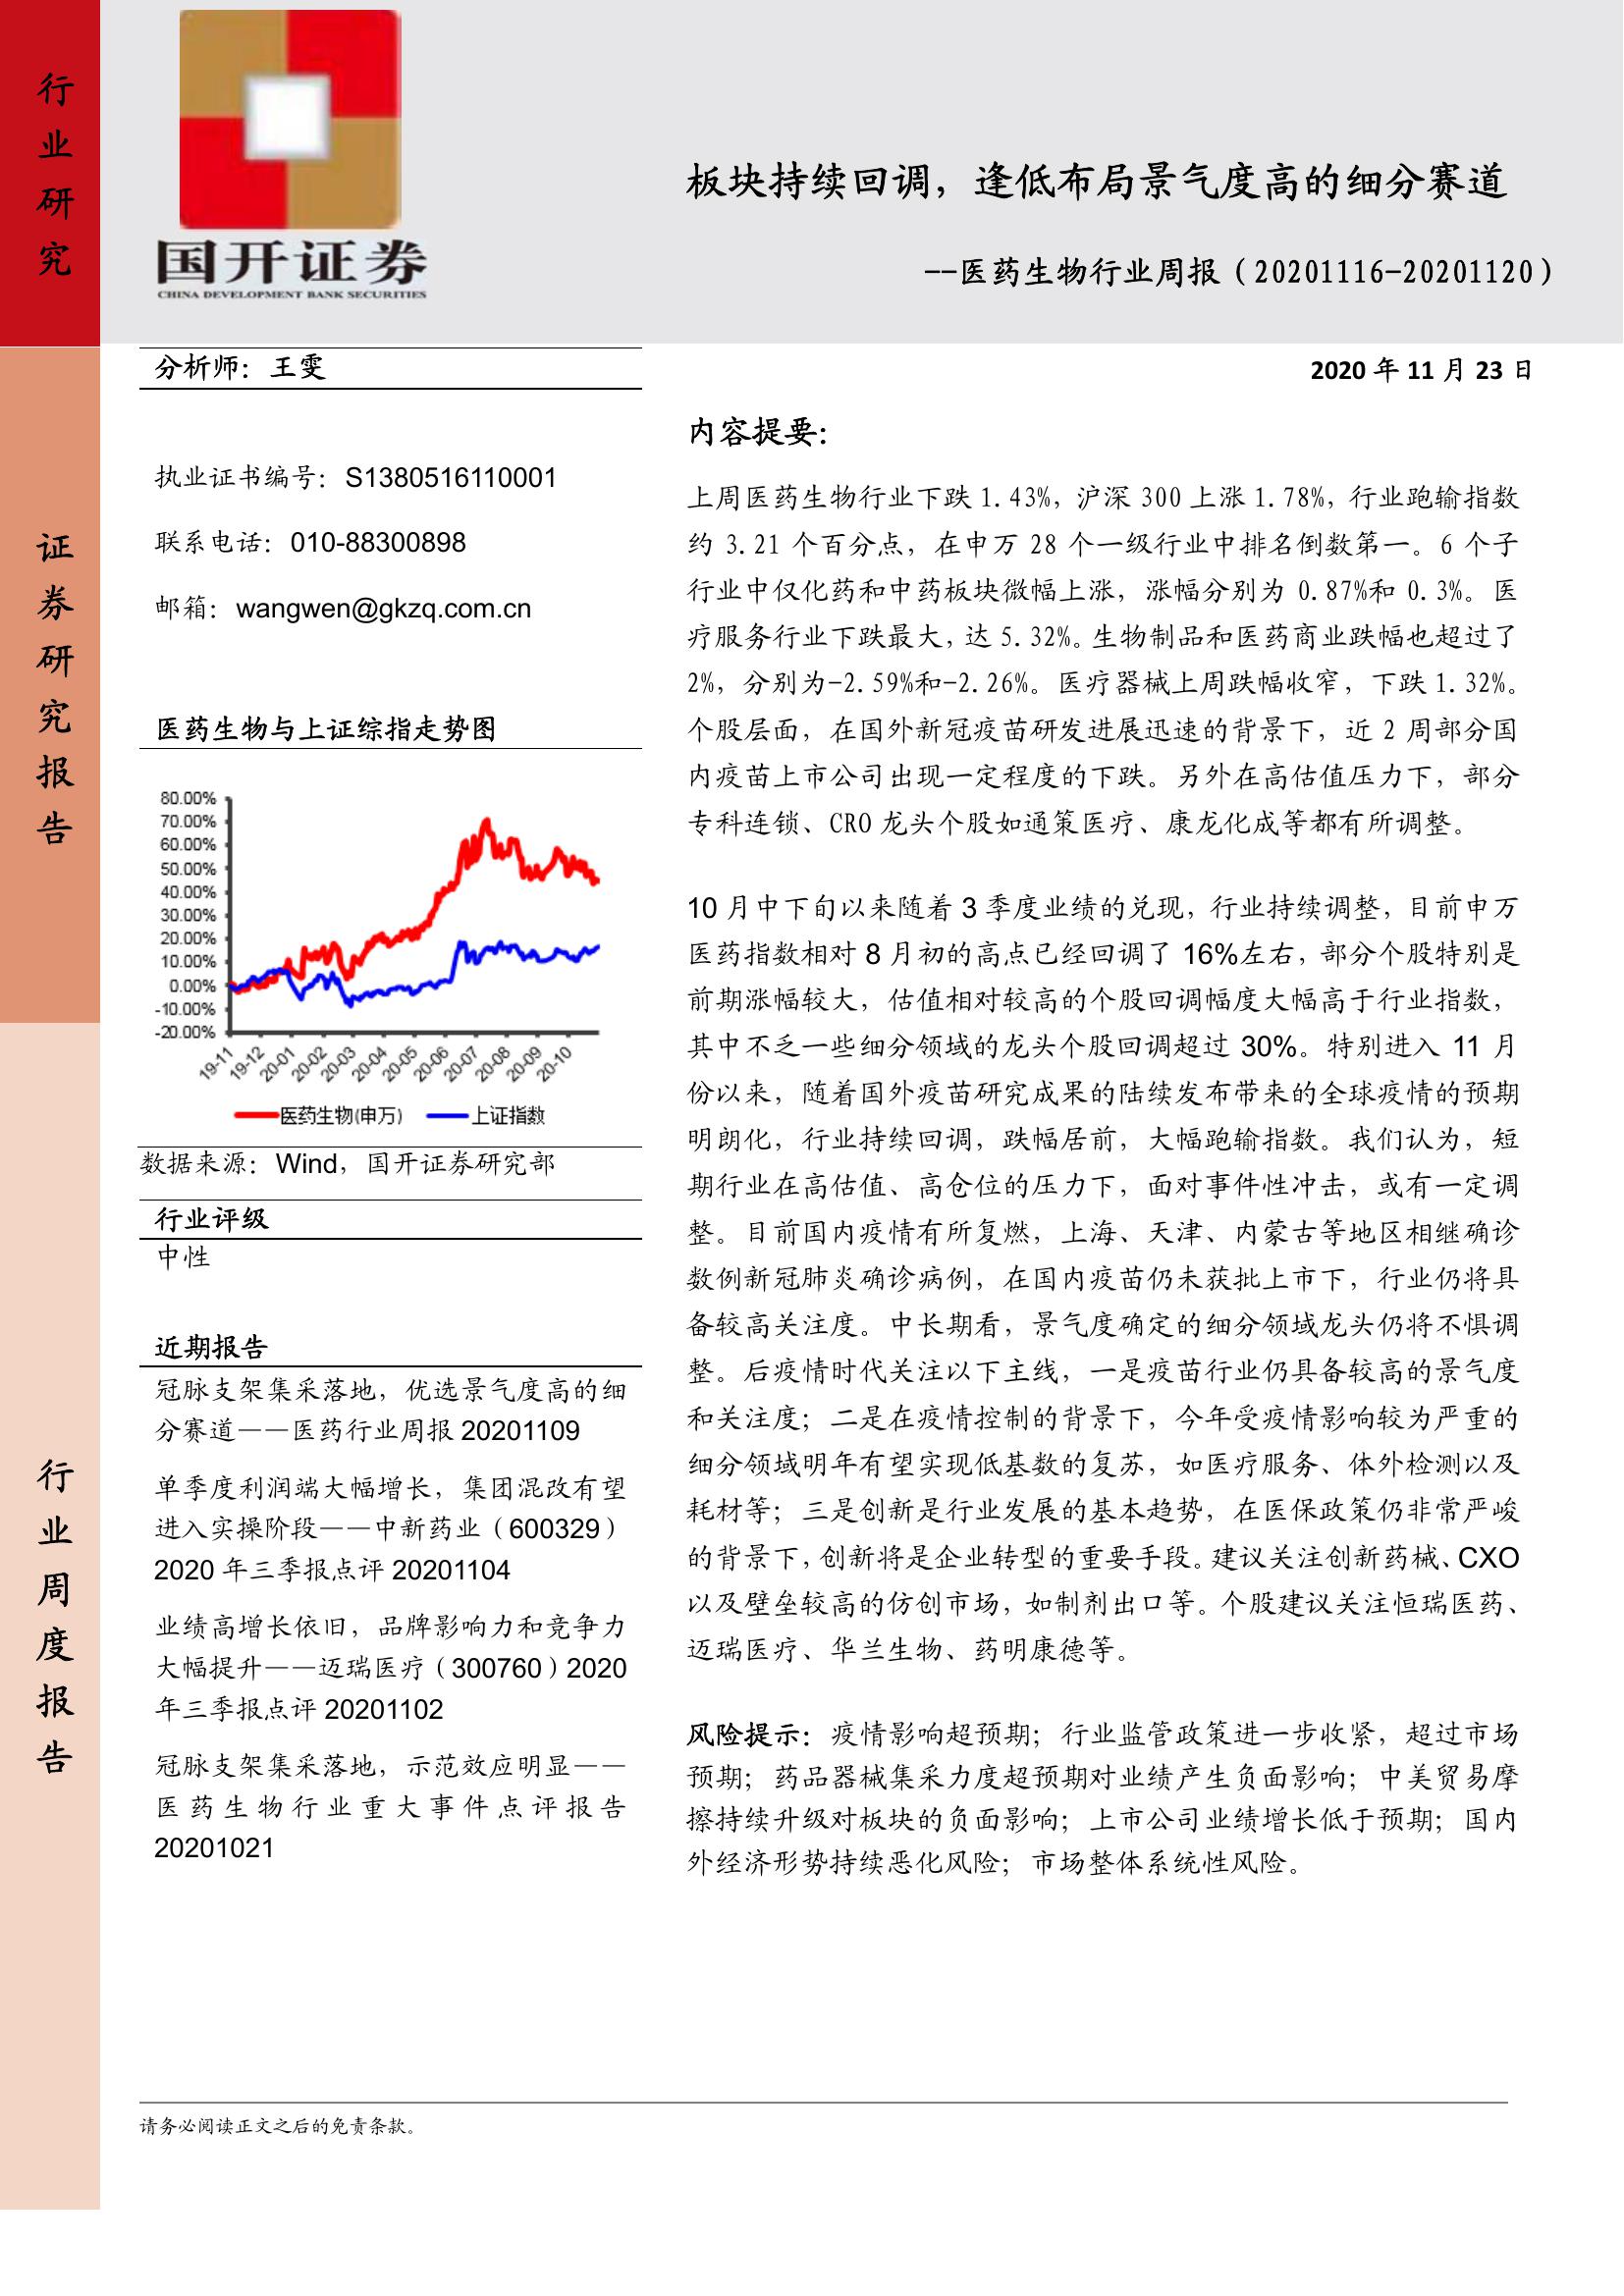 行业研究
证券研究报告
行业周度报告
国开证券
CHINA DEVELOPMENT BANK SECURITIES
板块持续回调，逢低布局景气度高的细分赛道
--医药生物行业周报（20201116-20201120）
分析师：王雯
执业证书编号：S1380516110001
联系电话：010-88300898
邮箱：wangwen@gkzq.com.cn
医药生物与上证综指走势图
80.00%
70.00%
60.00%
50.00%
40.00%
30.00%
20.00%
10.00%
0.00%
-10.00%
-20.00%
19-11
19-12
20-01
20-02
20-03
20-04
20-05
20-06
20-07
20-08
20-09
20-10
医药生物(申万) 上证指数
数据来源：Wind，国开证券研究部
行业评级
中性
近期报告
冠脉支架集采落地，优选景气度高的细
分赛道——医药行业周报 20201109
单季度利润端大幅增长，集团混改有望
进入实操阶段——中新药业（600329）
2020 年三季报点评 20201104
业绩高增长依旧，品牌影响力和竞争力
大幅提升——迈瑞医疗（300760）2020
年三季报点评 20201102
冠脉支架集采落地，示范效应明显——
医药生物行业重大事件点评报告
20201021
2020 年 11 月 23 日
内容提要：
上周医药生物行业下跌 1.43%，沪深 300 上涨 1.78%，行业跑输指数
约 3.21 个百分点，在申万 28 个一级行业中排名倒数第一。6 个子
行业中仅化药和中药板块微幅上涨，涨幅分别为 0.87%和 0.3%。医
疗服务行业下跌最大，达 5.32%。生物制品和医药商业跌幅也超过了
2%，分别为-2.59%和-2.26%。医疗器械上周跌幅收窄，下跌 1.32%。
个股层面，在国外新冠疫苗研发进展迅速的背景下，近 2 周部分国
内疫苗上市公司出现一定程度的下跌。另外在高估值压力下，部分
专科连锁、CRO 龙头个股如通策医疗、康龙化成等都有所调整。
10 月中下旬以来随着 3 季度业绩的兑现，行业持续调整，目前申万
医药指数相对 8 月初的高点已经回调了 16%左右，部分个股特别是
前期涨幅较大，估值相对较高的个股回调幅度大幅高于行业指数，
其中不乏一些细分领域的龙头个股回调超过 30%。特别进入 11 月
份以来，随着国外疫苗研究成果的陆续发布带来的全球疫情的预期
明朗化，行业持续回调，跌幅居前，大幅跑输指数。我们认为，短
期行业在高估值、高仓位的压力下，面对事件性冲击，或有一定调
整。目前国内疫情有所复燃，上海、天津、内蒙古等地区相继确诊
数例新冠肺炎确诊病例，在国内疫苗仍未获批上市下，行业仍将具
备较高关注度。中长期看，景气度确定的细分领域龙头仍将不惧调
整。后疫情时代关注以下主线，一是疫苗行业仍具备较高的景气度
和关注度；二是在疫情控制的背景下，今年受疫情影响较为严重的
细分领域明年有望实现低基数的复苏，如医疗服务、体外检测以及
耗材等；三是创新是行业发展的基本趋势，在医保政策仍非常严峻
的背景下，创新将是企业转型的重要手段。建议关注创新药械、CXO
以及壁垒较高的仿创市场，如制剂出口等。个股建议关注恒瑞医药、
迈瑞医疗、华兰生物、药明康德等。
风险提示：疫情影响超预期；行业监管政策进一步收紧，超过市场
预期；药品器械集采力度超预期对业绩产生负面影响；中美贸易摩
擦持续升级对板块的负面影响；上市公司业绩增长低于预期；国内
外经济形势持续恶化风险；市场整体系统性风险。
请务必阅读正文之后的免责条款。